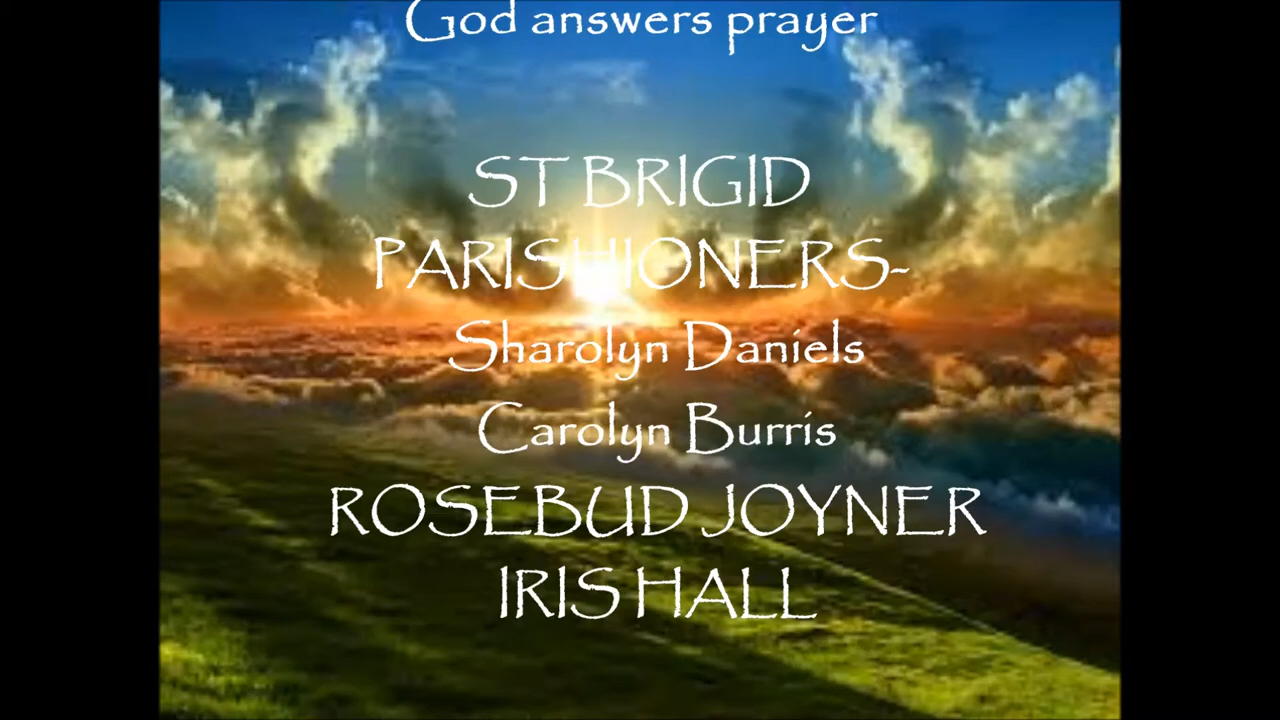 God answers prayer
ST BRIGID
PARISHIONERS-
Sharolyn Daniels
Carolyn Burris
ROSEBUD JOYNER
IRIS HALL